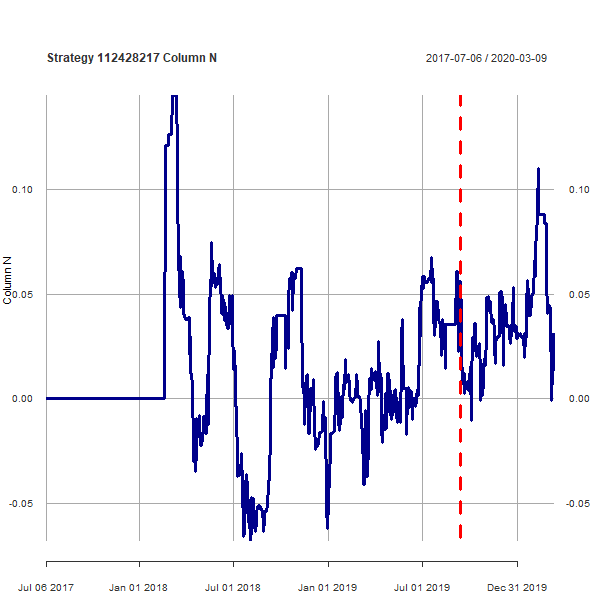 Strategy 112428217 Column N
2017-07-06 / 2020-03-09
0.10
0.05
0.00
-0.05
Column N
0.10
0.05
0.00
-0.05
Jul 06 2017
Jan 01 2018
Jul 01 2018
Jan 01 2019
Jul 01 2019
Dec 31 2019